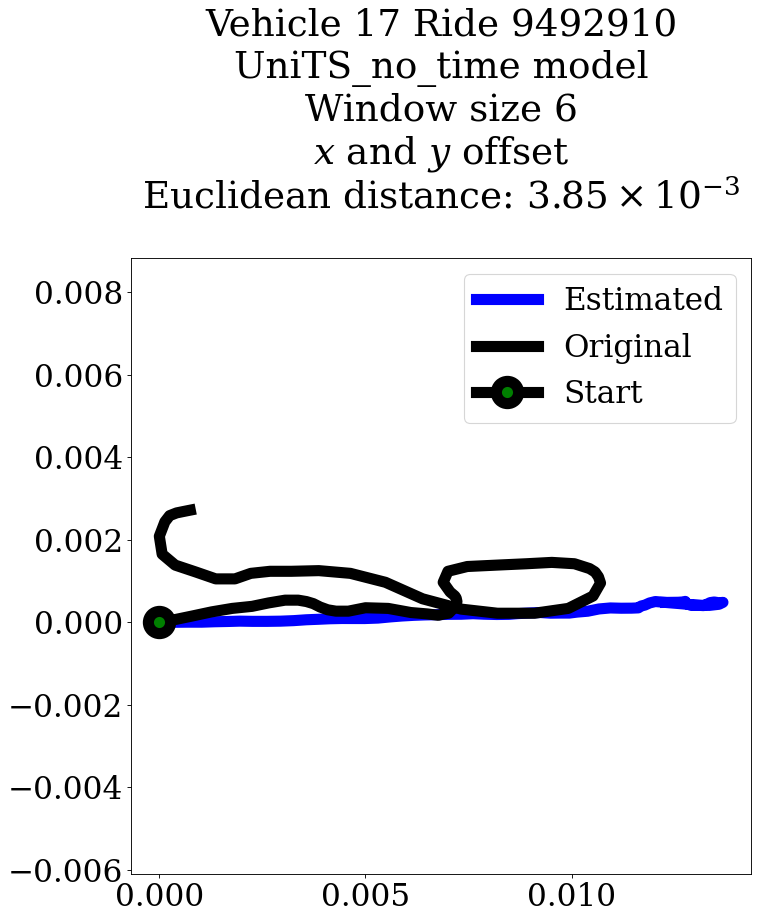 Vehicle 17 Ride 9492910
UniTS_no_time model
Window size 6
x and y offset
Euclidean distance: 3.85 × 10⁻³
Estimated
Original
Start
0.008
0.006
0.004
0.002
0.000
−0.002
−0.004
−0.006
0.000 0.005 0.010